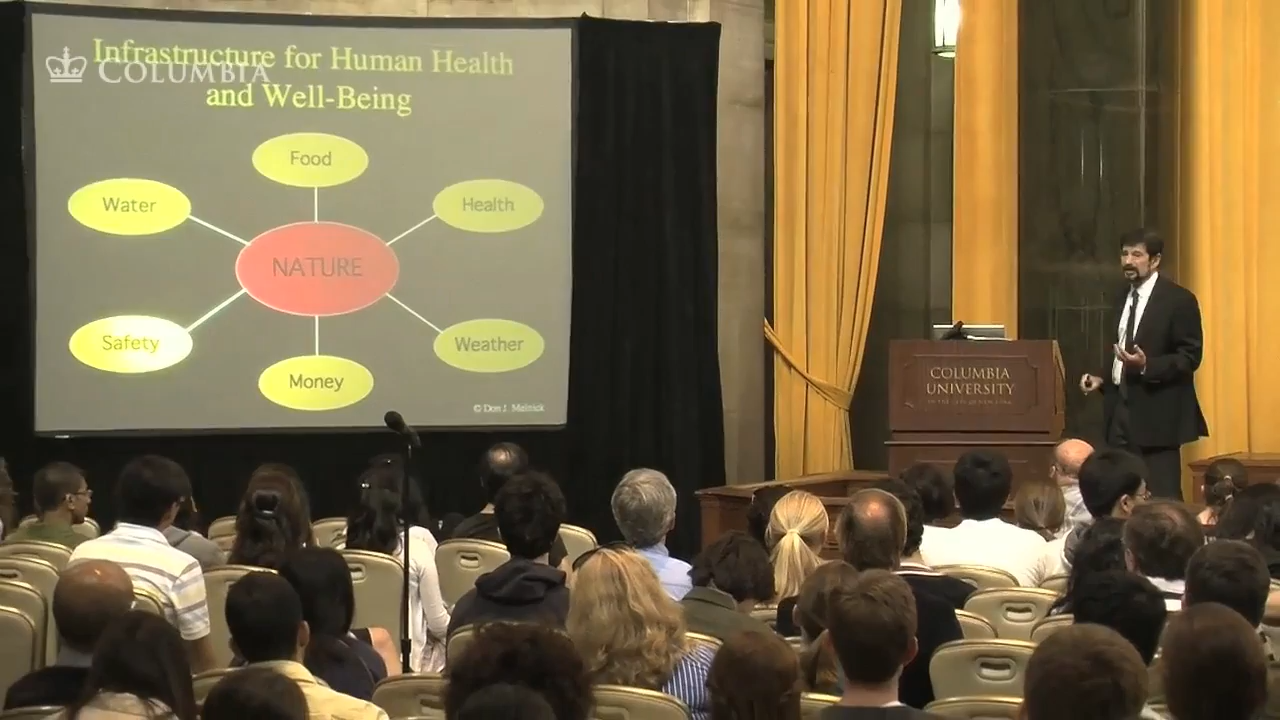 Infrastructure for Human Health
COLUMBIA
and Well-Being
Food
Water
Health
NATURE
Safety
Weather
Money
© Don J. Melnick
COLUMBIA
UNIVERSITY